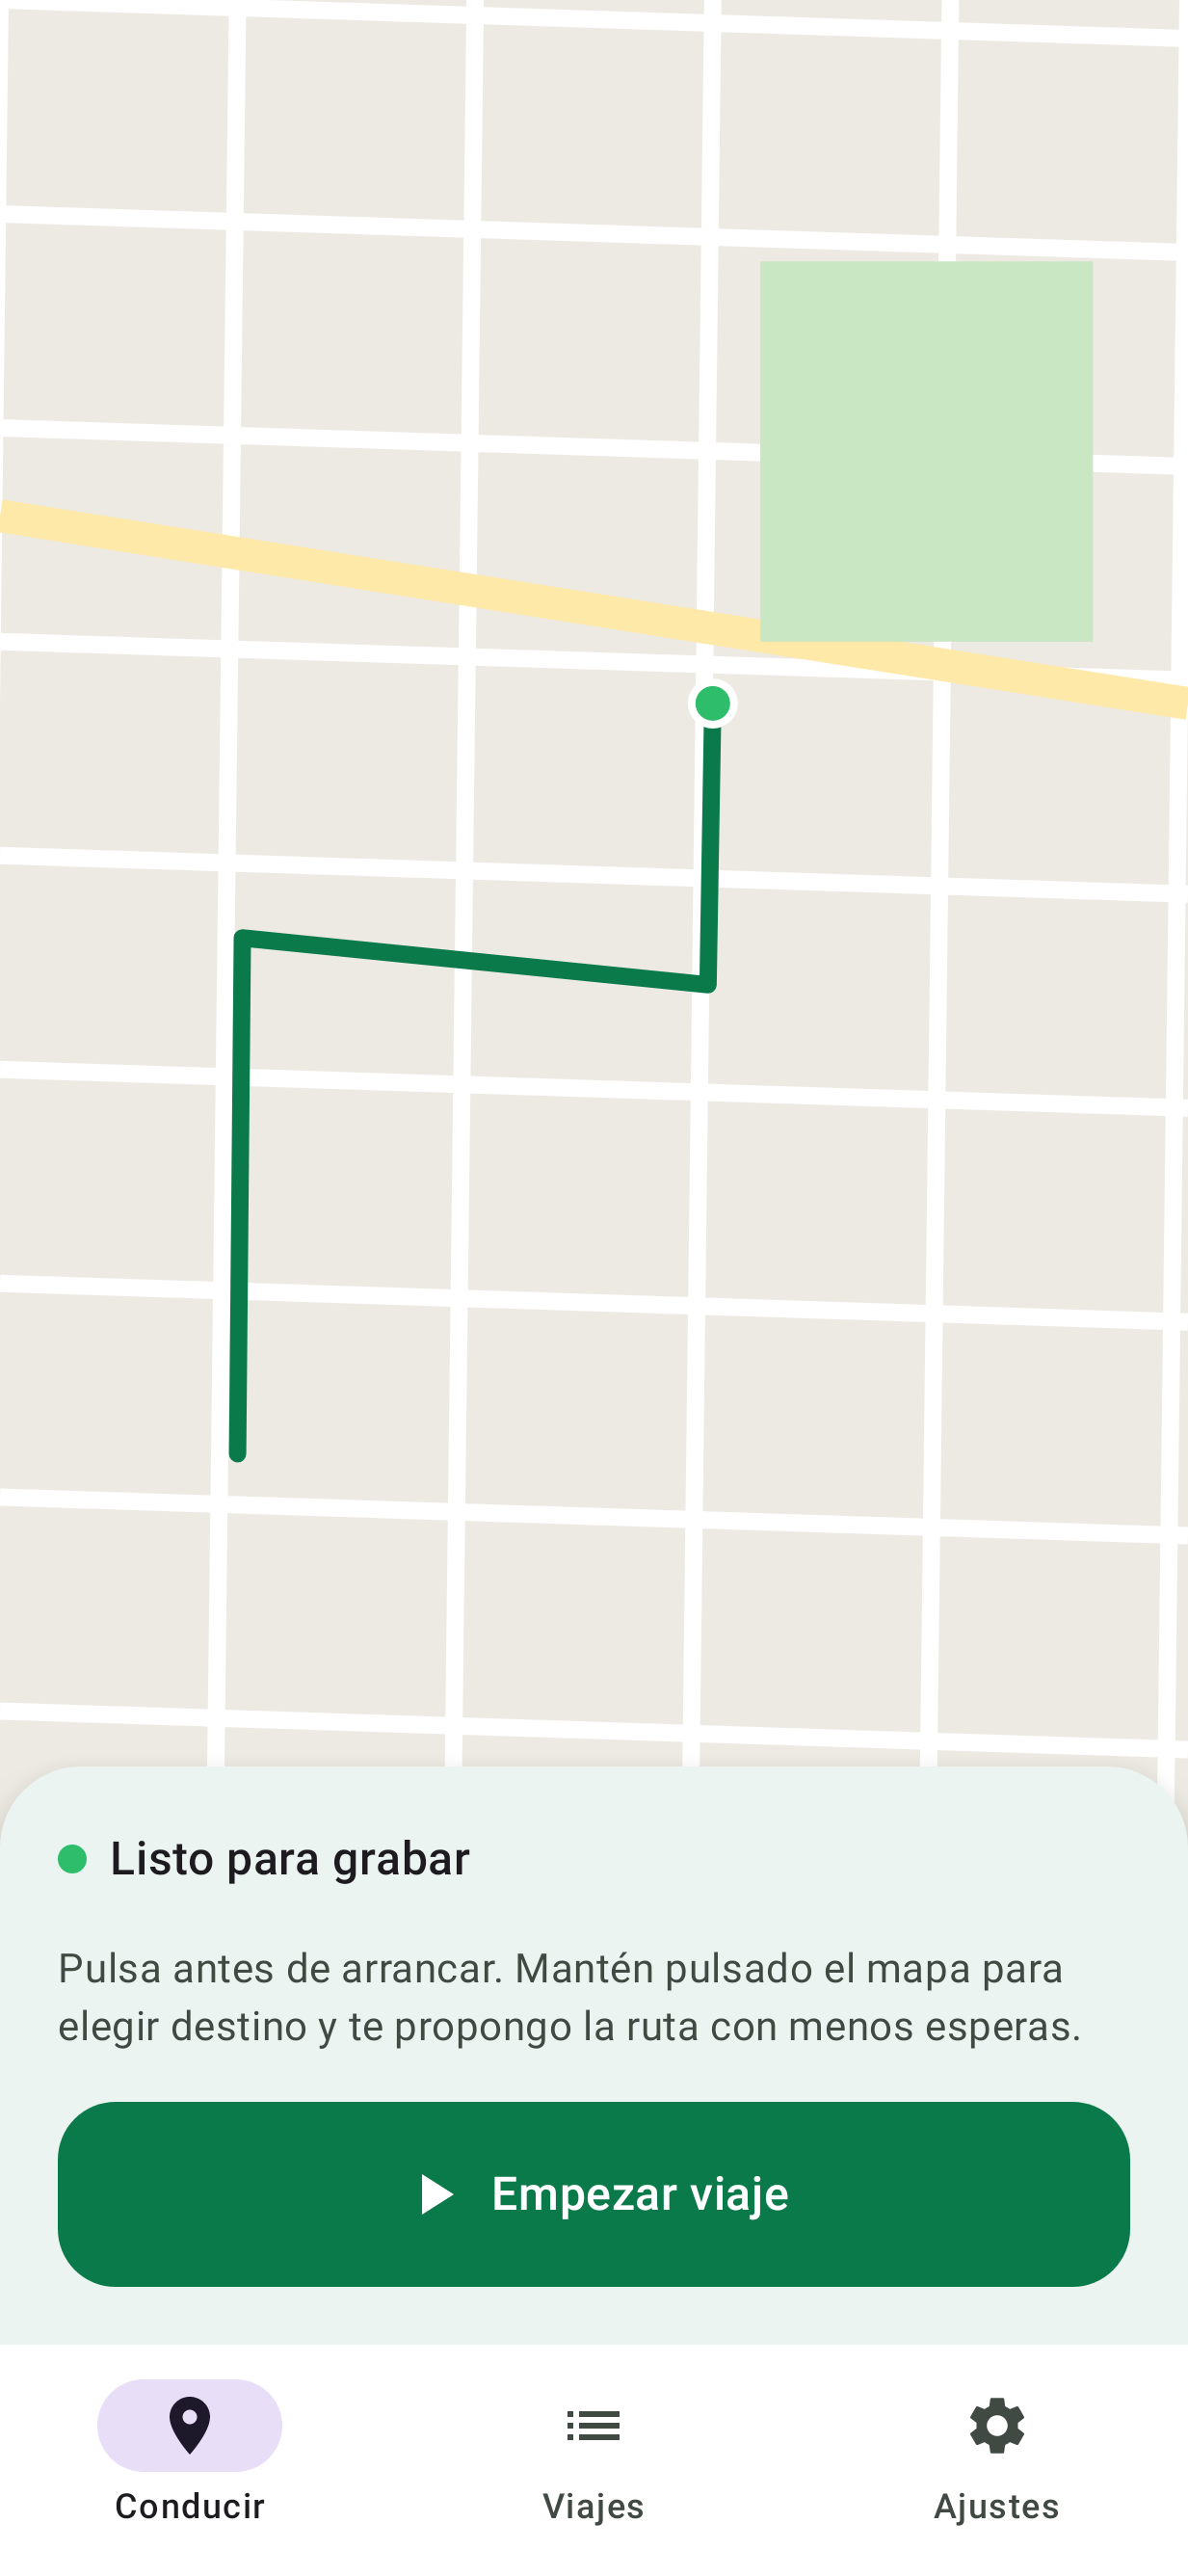 Listo para grabar
Pulsa antes de arrancar. Mantén pulsado el mapa para
elegir destino y te propongo la ruta con menos esperas.
Empezar viaje
Conducir
Viajes
Ajustes